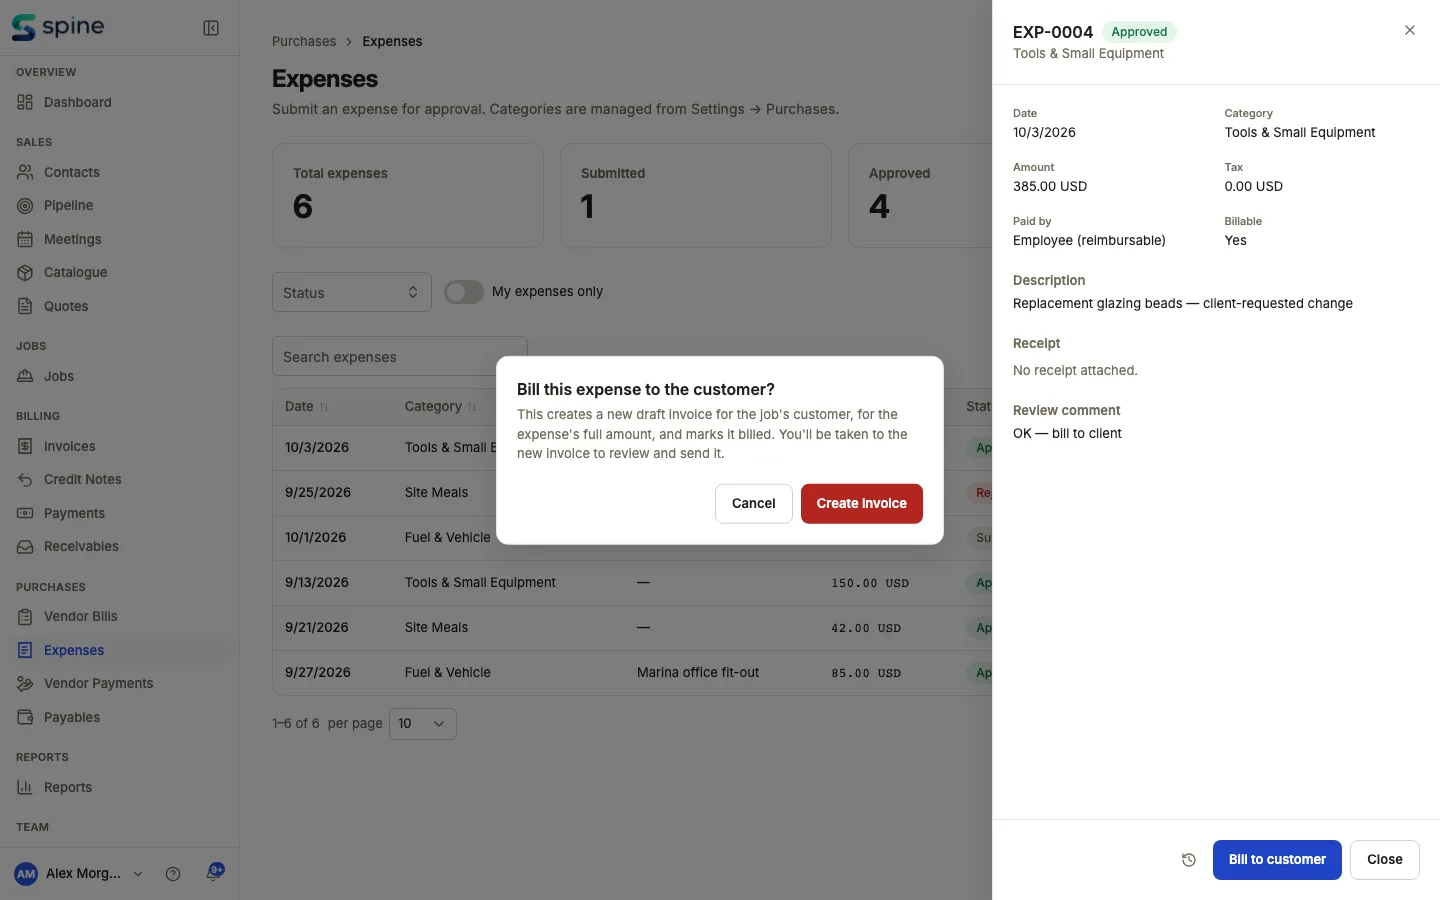 spine
OVERVIEW
Dashboard
SALES
Contacts
Pipeline
Meetings
Catalogue
Quotes
JOBS
Jobs
BILLING
Invoices
Credit Notes
Payments
Receivables
PURCHASES
Vendor Bills
Expenses
Vendor Payments
Payables
REPORTS
Reports
TEAM
AM Alex Morg... 9+
Purchases > Expenses
Expenses
Submit an expense for approval. Categories are managed from Settings → Purchases.
Total expenses
6
Submitted
1
Approved
4
Status
My expenses only
Search expenses
Date Category
10/3/2026 Tools & Small E
9/25/2026 Site Meals
10/1/2026 Fuel & Vehicle
9/13/2026 Tools & Small Equipment — 150.00 USD Ap
9/21/2026 Site Meals — 42.00 USD Ap
9/27/2026 Fuel & Vehicle Marina office fit-out 85.00 USD Ap
1–6 of 6 per page 10
Bill this expense to the customer?
This creates a new draft invoice for the job's customer, for the
expense's full amount, and marks it billed. You'll be taken to the
new invoice to review and send it.
Cancel Create invoice
EXP-0004 Approved
Tools & Small Equipment
Date Category
10/3/2026 Tools & Small Equipment
Amount Tax
385.00 USD 0.00 USD
Paid by Billable
Employee (reimbursable) Yes
Description
Replacement glazing beads — client-requested change
Receipt
No receipt attached.
Review comment
OK — bill to client
Bill to customer Close